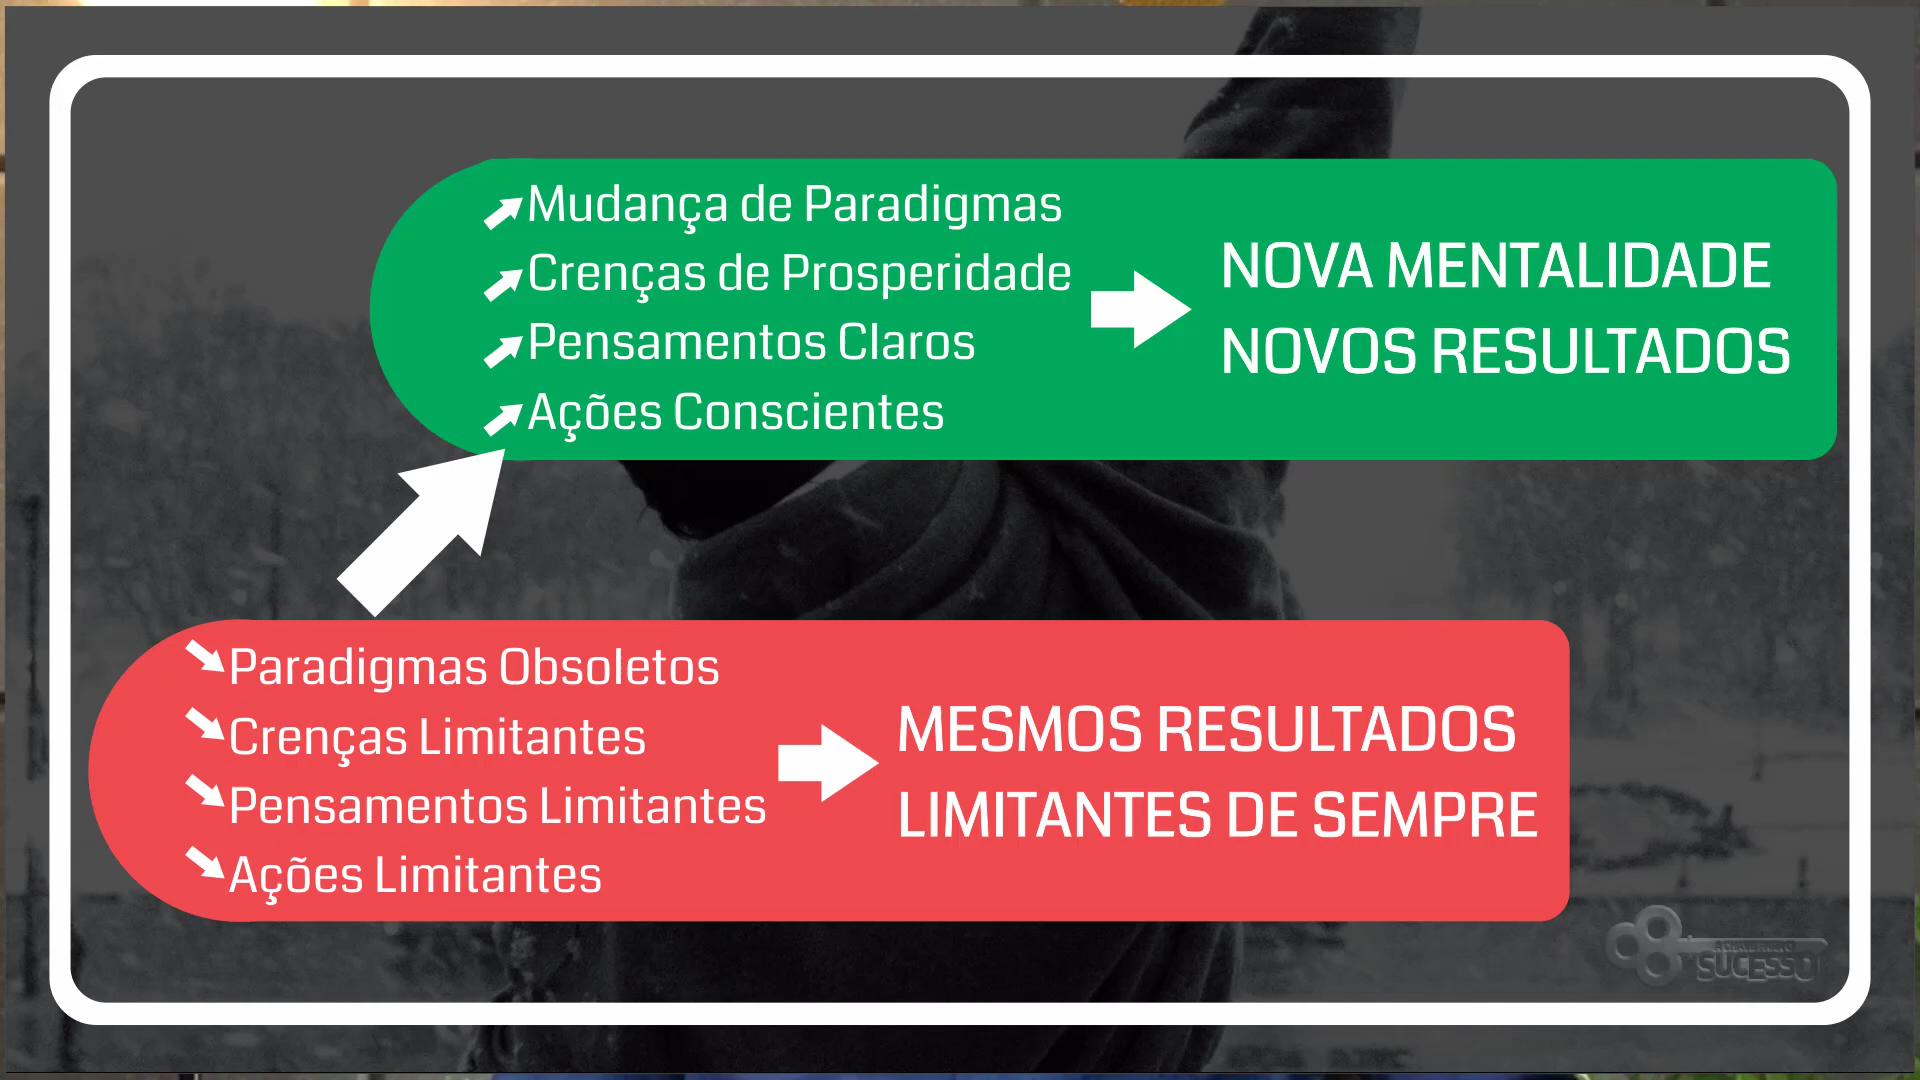 Mudança de Paradigmas
Crenças de Prosperidade
Pensamentos Claros
Ações Conscientes
NOVA MENTALIDADE
NOVOS RESULTADOS
Paradigmas Obsoletos
Crenças Limitantes
Pensamentos Limitantes
Ações Limitantes
MESMOS RESULTADOS
LIMITANTES DE SEMPRE
SUCESSO